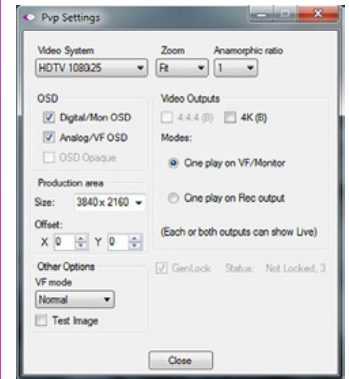 Pvp Settings
Video System Zoom Anamorphic ratio
HDTV 1080i25 Fit 1
OSD
Digital/Mon OSD
Analog/VF OSD
OSD Opaque
Production area
Size: 3840 x 2160
Offset:
X 0 Y 0
Other Options
VF mode
Normal
Test Image
Video Outputs
4:4:4 (B) 4K (B)
Modes:
Cine play on VF/Monitor
Cine play on Rec output
(Each or both outputs can show Live)
GenLock Status: Not Locked, 3
Close